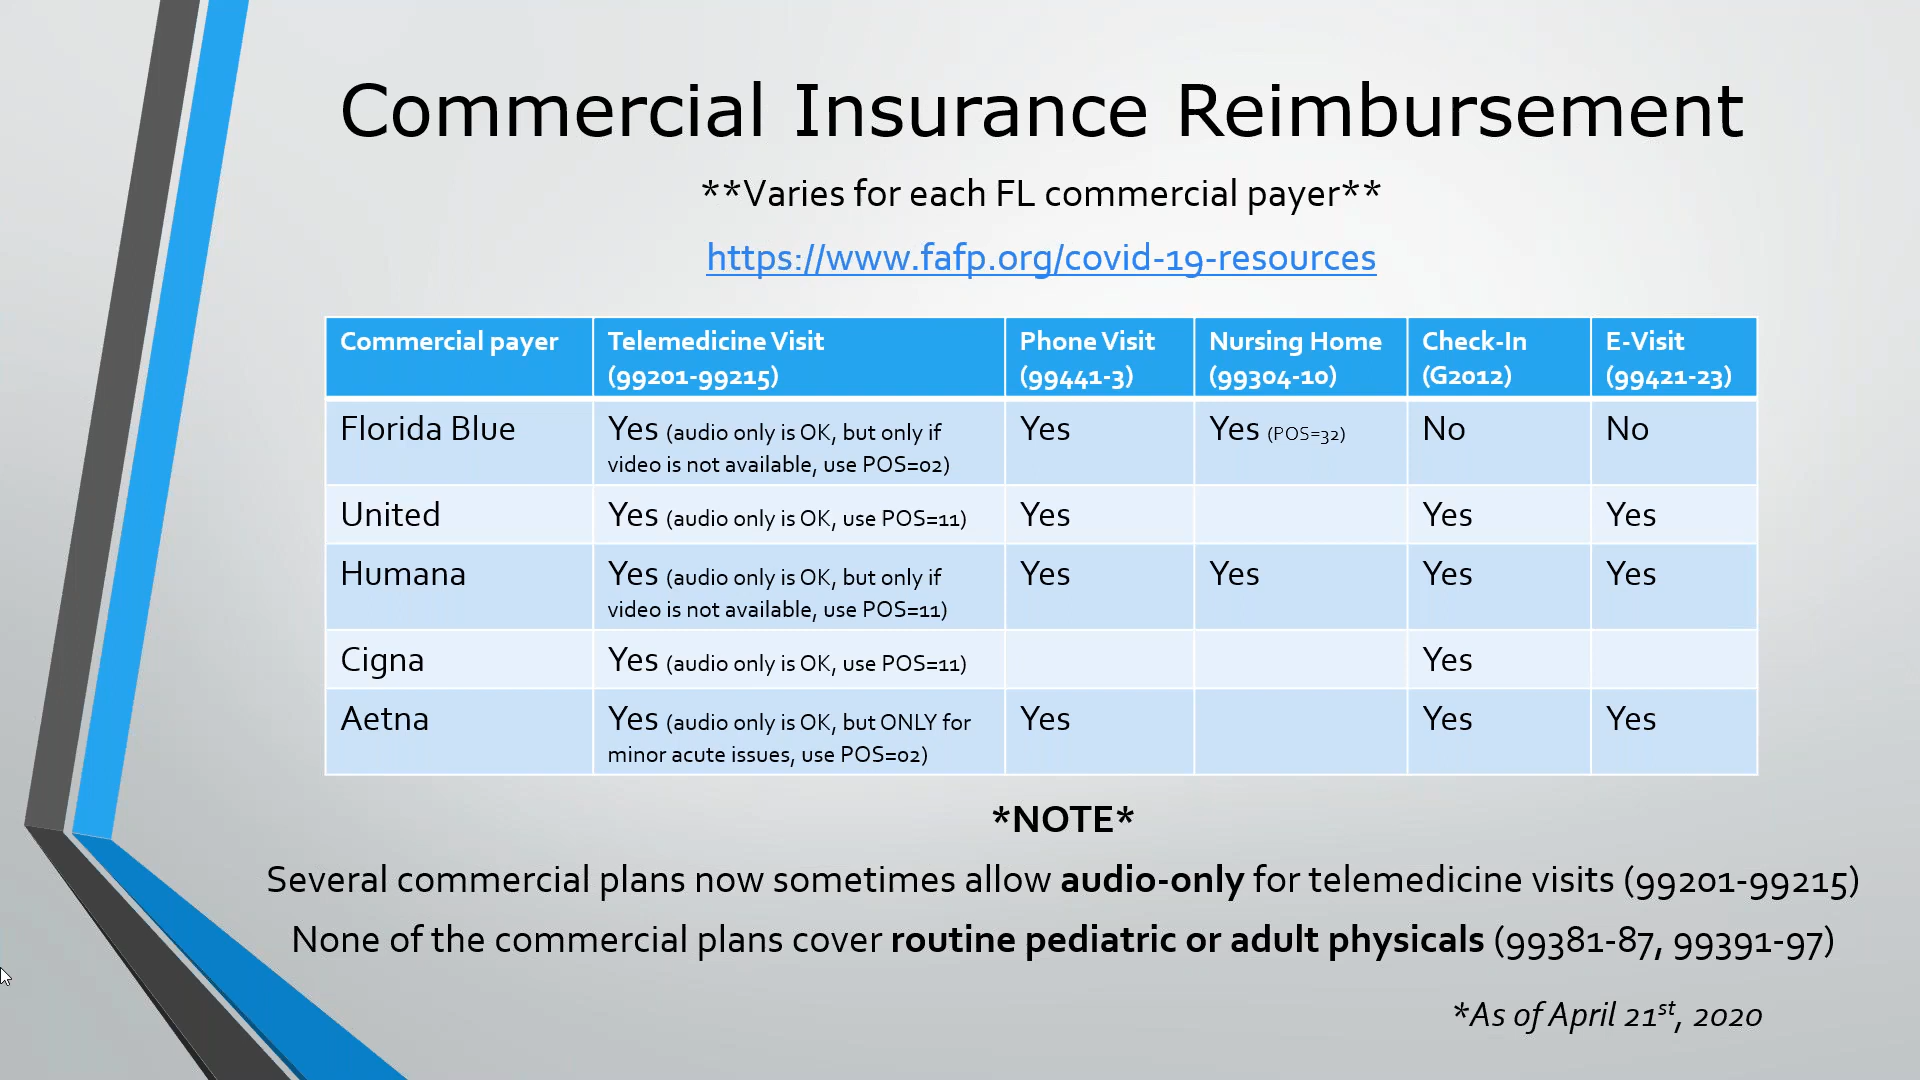 Commercial Insurance Reimbursement
**Varies for each FL commercial payer**
https://www.fafp.org/covid-19-resources
Commercial payer Telemedicine Visit (99201-99215) Phone Visit (99441-3) Nursing Home (99304-10) Check-In (G2012) E-Visit (99421-23)
Florida Blue Yes (audio only is OK, but only if video is not available, use POS=02) Yes Yes (POS=32) No No
United Yes (audio only is OK, use POS=11) Yes Yes Yes
Humana Yes (audio only is OK, but only if video is not available, use POS=11) Yes Yes Yes Yes
Cigna Yes (audio only is OK, use POS=11) Yes
Aetna Yes (audio only is OK, but ONLY for minor acute issues, use POS=02) Yes Yes Yes
*NOTE*
Several commercial plans now sometimes allow audio-only for telemedicine visits (99201-99215)
None of the commercial plans cover routine pediatric or adult physicals (99381-87, 99391-97)
*As of April 21st, 2020